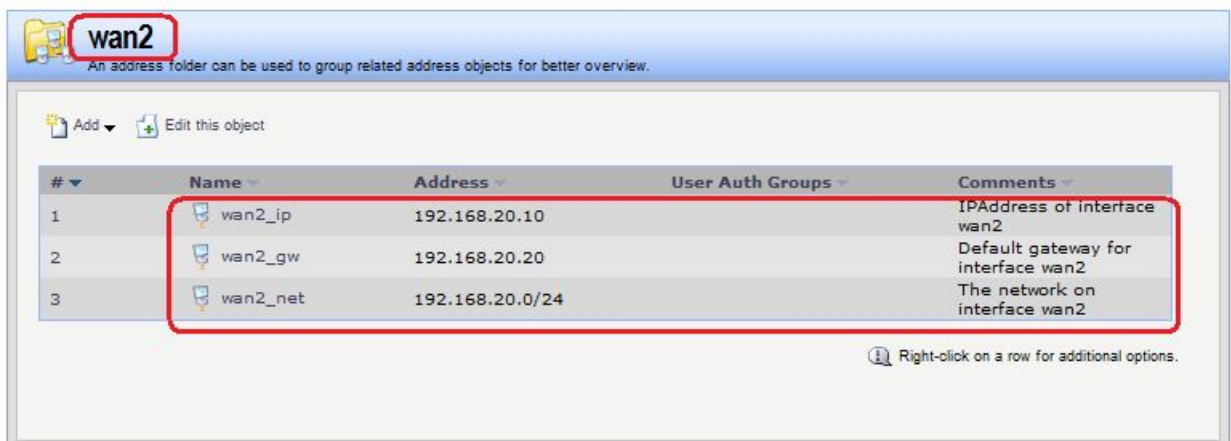 wan2
An address folder can be used to group related address objects for better overview.
Add Edit this object
# Name Address User Auth Groups Comments
1 wan2_ip 192.168.20.10 IPAddress of interface
wan2
2 wan2_gw 192.168.20.20 Default gateway for
interface wan2
3 wan2_net 192.168.20.0/24 The network on
interface wan2
Right-click on a row for additional options.